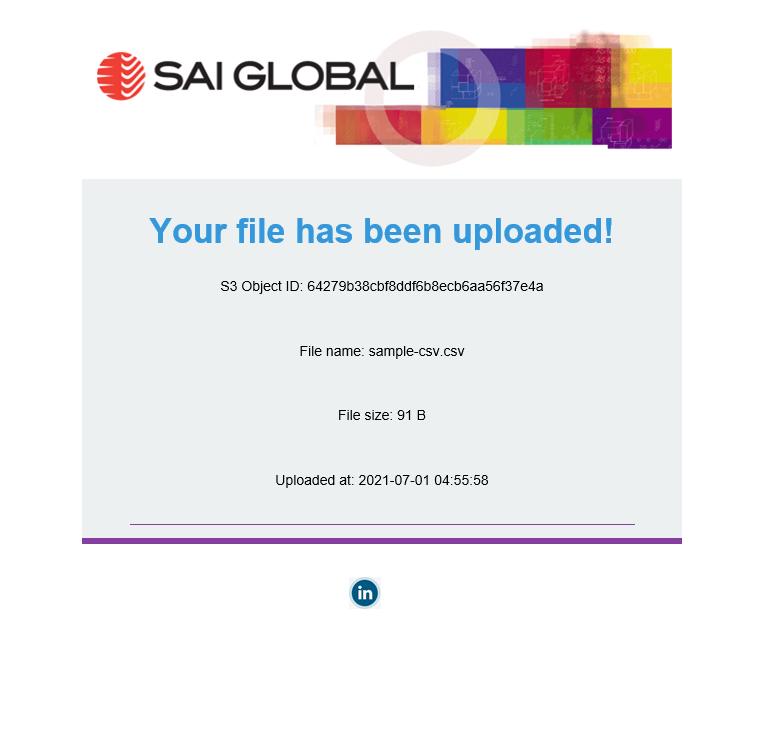 SAI GLOBAL
Your file has been uploaded!
S3 Object ID: 64279b38cbf8ddf6b8ecb6aa56f37e4a
File name: sample-csv.csv
File size: 91 B
Uploaded at: 2021-07-01 04:55:58
in